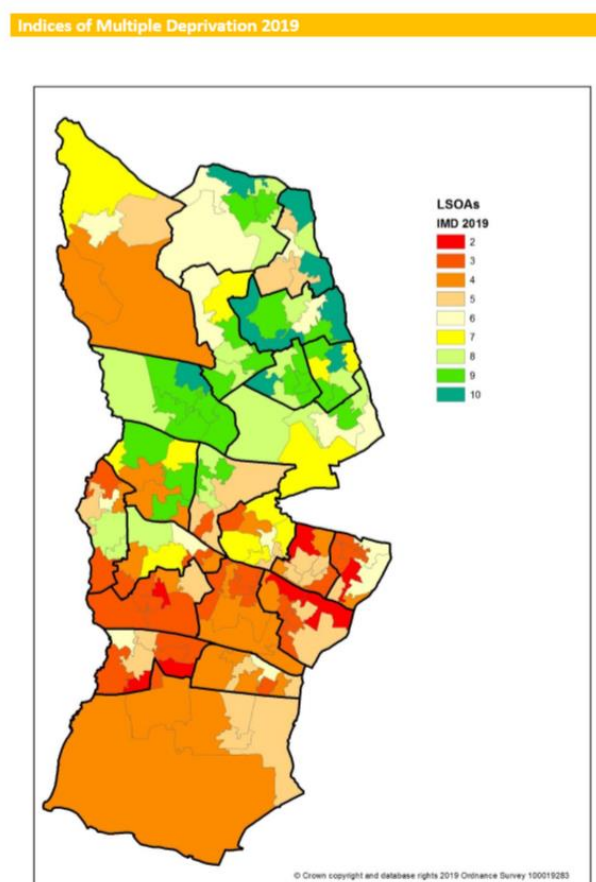 Indices of Multiple Deprivation 2019
LSOAs
IMD 2019
2
3
4
5
6
7
8
9
10
© Crown copyright and database rights 2019 Ordnance Survey 100019283